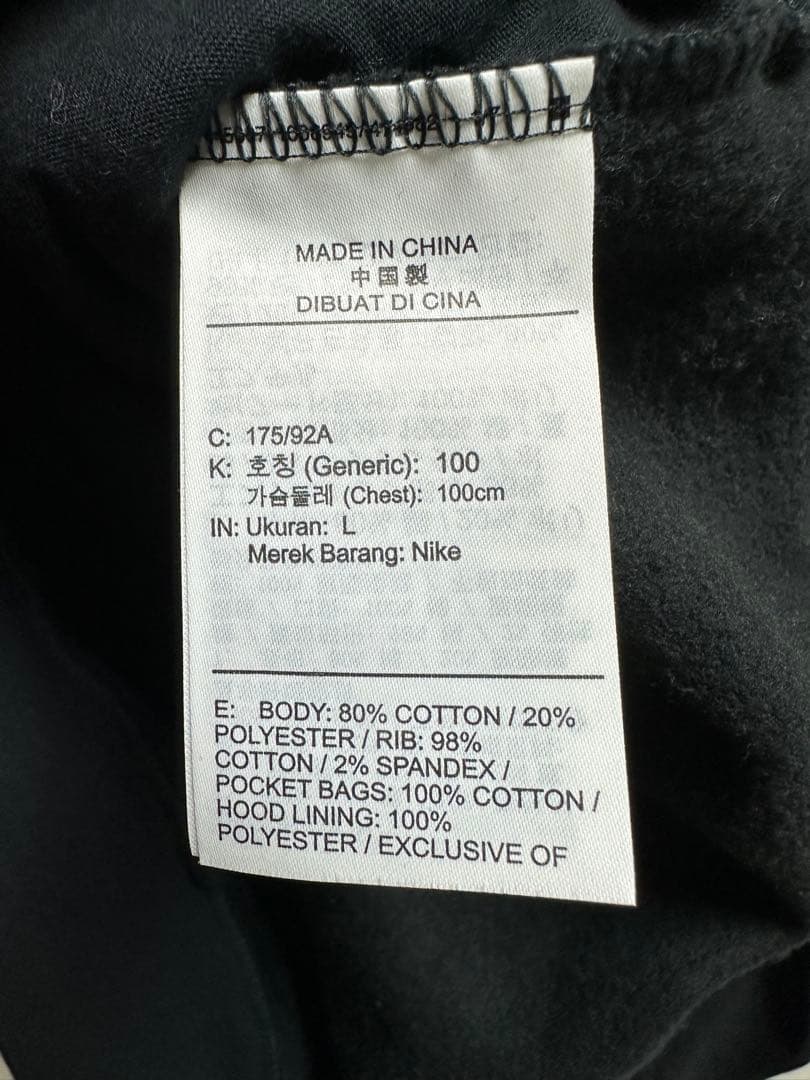 MADE IN CHINA
中国製
DIBUAT DI CINA
C: 175/92A
K: 호칭 (Generic): 100
가슴둘레 (Chest): 100cm
IN: Ukuran: L
Merek Barang: Nike
E: BODY: 80% COTTON / 20%
POLYESTER / RIB: 98%
COTTON / 2% SPANDEX /
POCKET BAGS: 100% COTTON /
HOOD LINING: 100%
POLYESTER / EXCLUSIVE OF